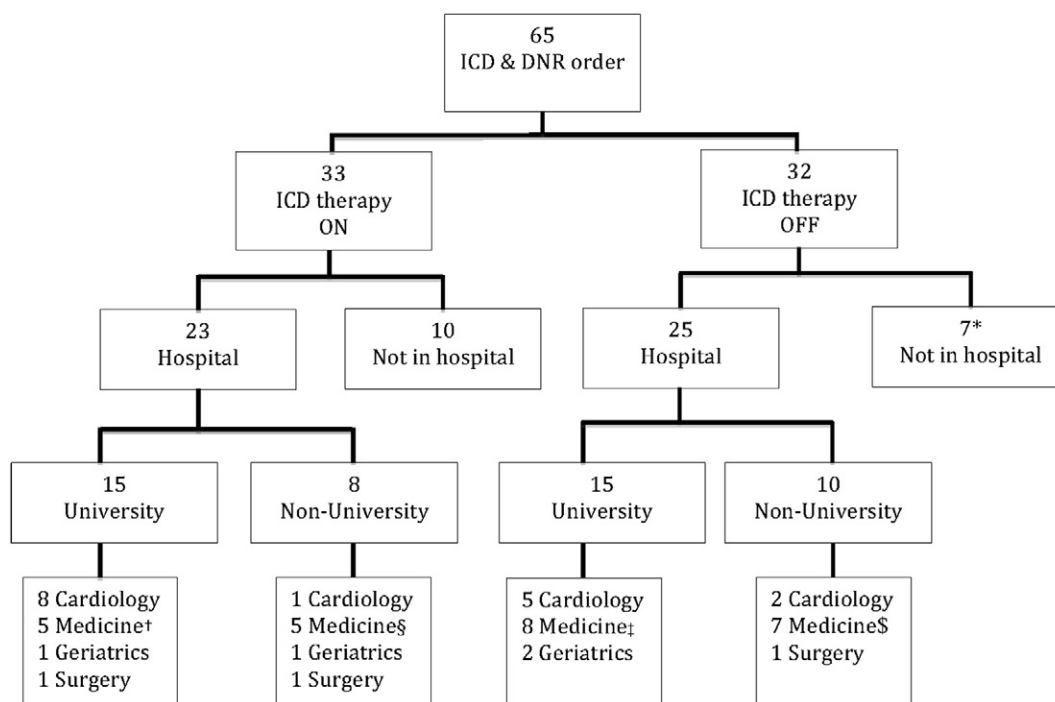 65
ICD & DNR order
33
ICD therapy
ON
32
ICD therapy
OFF
23
Hospital
10
Not in hospital
25
Hospital
7*
Not in hospital
15
University
8
Non-University
15
University
10
Non-University
8 Cardiology
5 Medicine†
1 Geriatrics
1 Surgery
1 Cardiology
5 Medicine§
1 Geriatrics
1 Surgery
5 Cardiology
8 Medicine‡
2 Geriatrics
2 Cardiology
7 Medicine$
1 Surgery